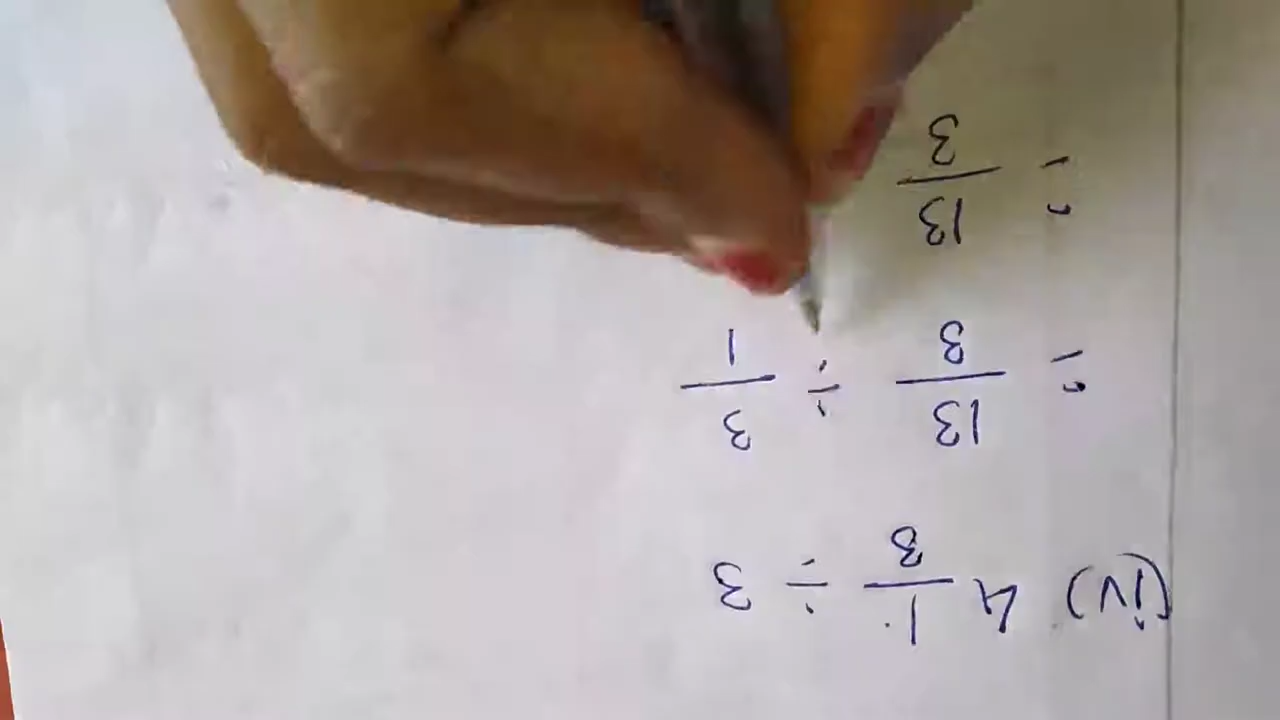 (iv) 4 1/3 ÷ 3
= 13/3 ÷ 3/1
= 13/3